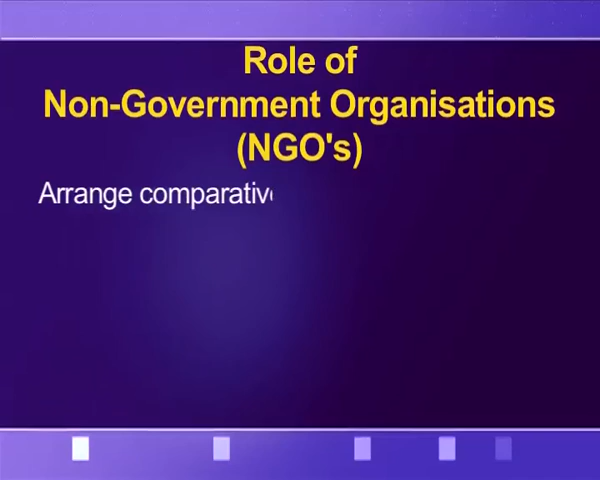 Role of
Non-Government Organisations
(NGO's)
Arrange comparativ